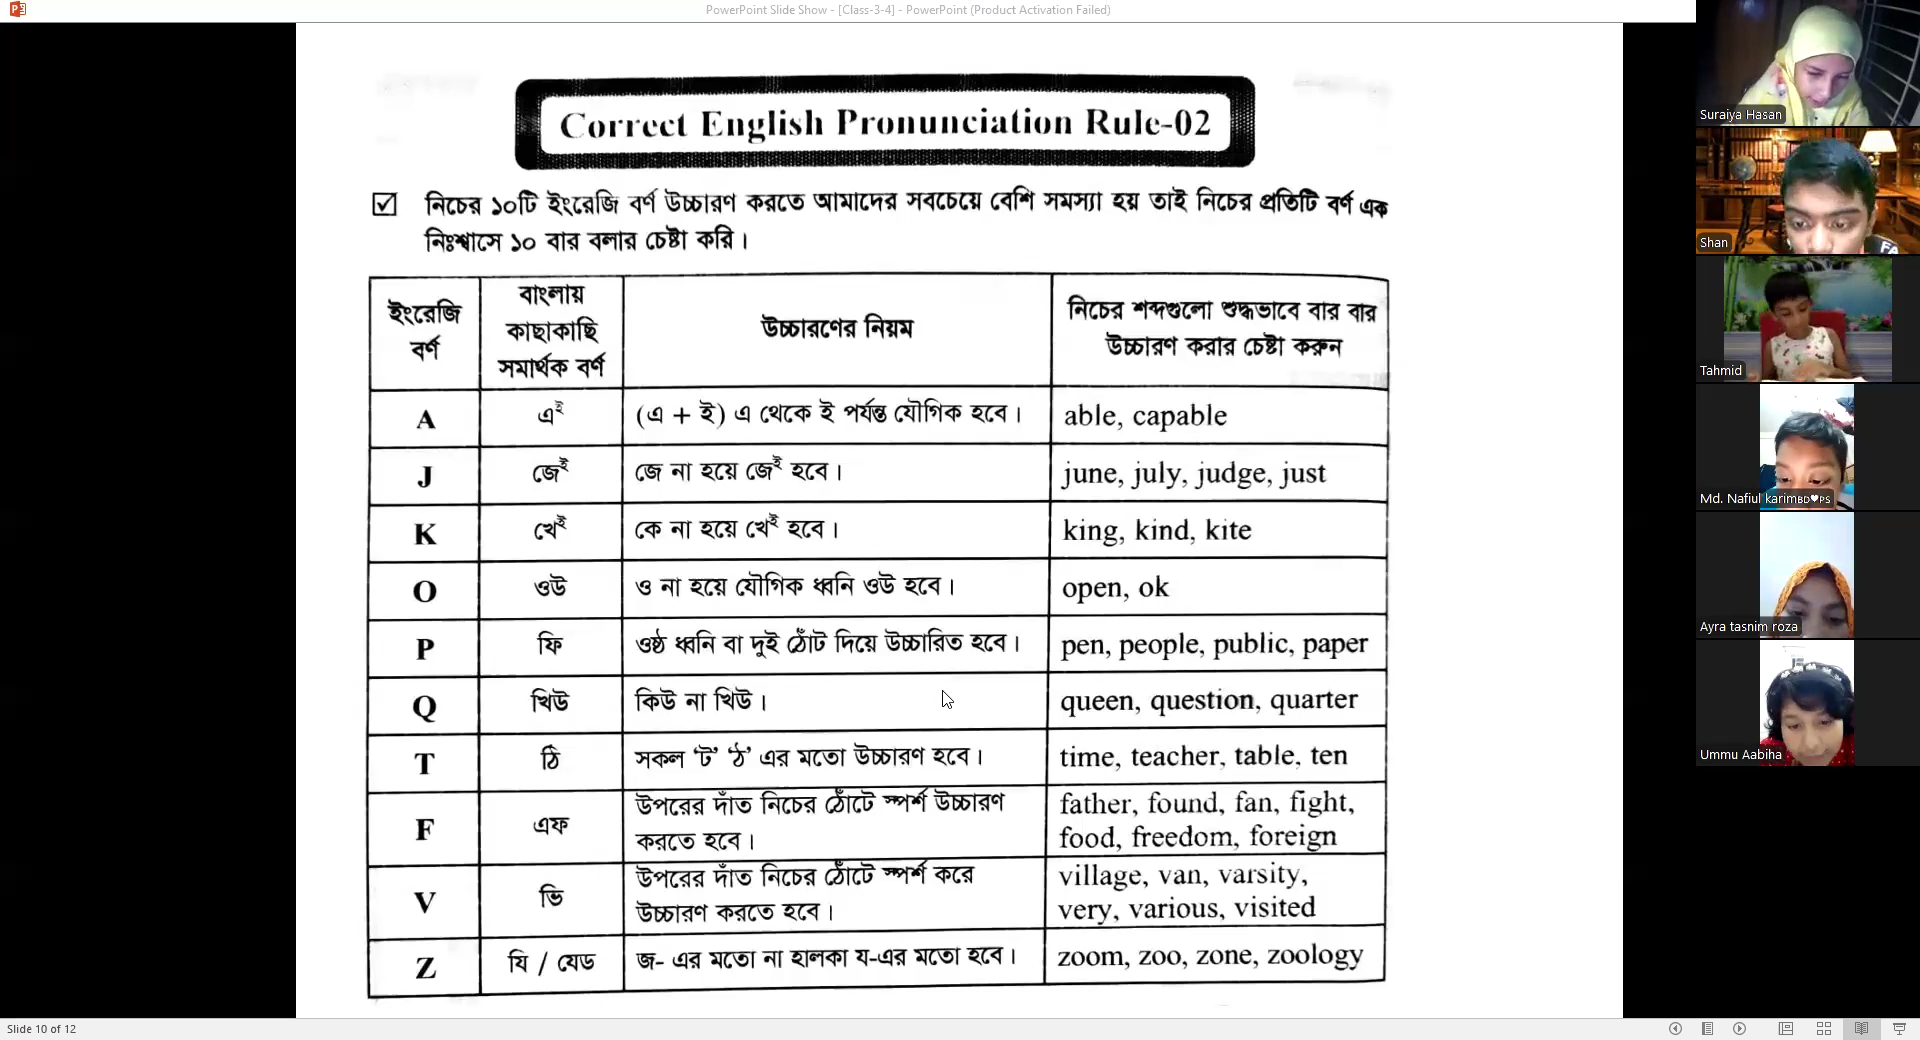 PowerPoint Slide Show - [Class-3-4] - PowerPoint (Product Activation Failed)
Correct English Pronunciation Rule-02
নিচের ১০টি ইংরেজি বর্ণ উচ্চারণ করতে আমাদের সবচেয়ে বেশি সমস্যা হয় তাই নিচের প্রতিটি বর্ণ এক
নিঃশ্বাসে ১০ বার বলার চেষ্টা করি।
ইংরেজি
বর্ণ
বাংলায়
কাছাকাছি
সমার্থক বর্ণ
উচ্চারণের নিয়ম
নিচের শব্দগুলো শুদ্ধভাবে বার বার
উচ্চারণ করার চেষ্টা করুন
A এই (এ + ই) এ থেকে ই পর্যন্ত যৌগিক হবে। able, capable
J জেই জে না হয়ে জেই হবে। june, july, judge, just
K খেই কে না হয়ে খেই হবে। king, kind, kite
O ওউ ও না হয়ে যৌগিক ধ্বনি ওউ হবে। open, ok
P ফি ওষ্ঠ ধ্বনি বা দুই ঠোঁট দিয়ে উচ্চারিত হবে। pen, people, public, paper
Q খিউ কিউ না খিউ। queen, question, quarter
T ঠি সকল ‘ট’ ‘ঠ’ এর মতো উচ্চারণ হবে। time, teacher, table, ten
F এফ উপরের দাঁত নিচের ঠোঁটে স্পর্শ উচ্চারণ
করতে হবে।
father, found, fan, fight,
food, freedom, foreign
V ভি উপরের দাঁত নিচের ঠোঁটে স্পর্শ করে
উচ্চারণ করতে হবে।
village, van, varsity,
very, various, visited
Z যি / যেড জ- এর মতো না হালকা য-এর মতো হবে। zoom, zoo, zone, zoology
Suraiya Hasan
Shan
Tahmid
Md. Nafiul karimBD♥PS
Ayra tasnim roza
Ummu Aabiha
Slide 10 of 12